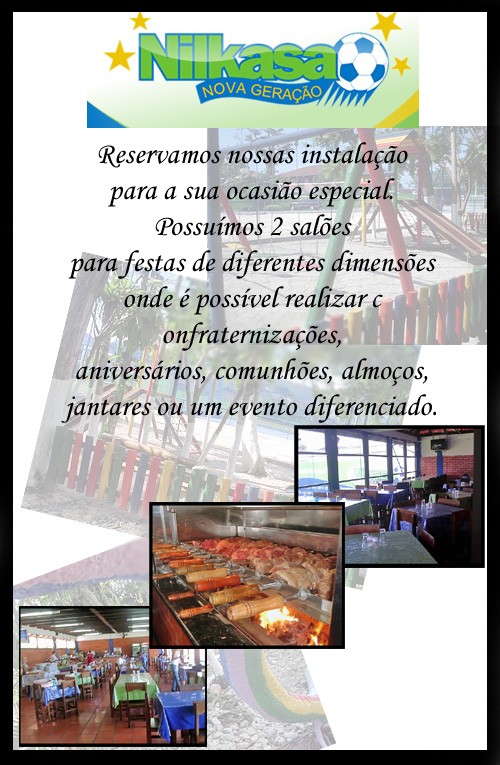 Nilkasa
NOVA GERAÇÃO
Reservamos nossas instalação
para a sua ocasião especial.
Possuímos 2 salões
para festas de diferentes dimensões
onde é possível realizar c
onfraternizações,
aniversários, comunhões, almoços,
jantares ou um evento diferenciado.